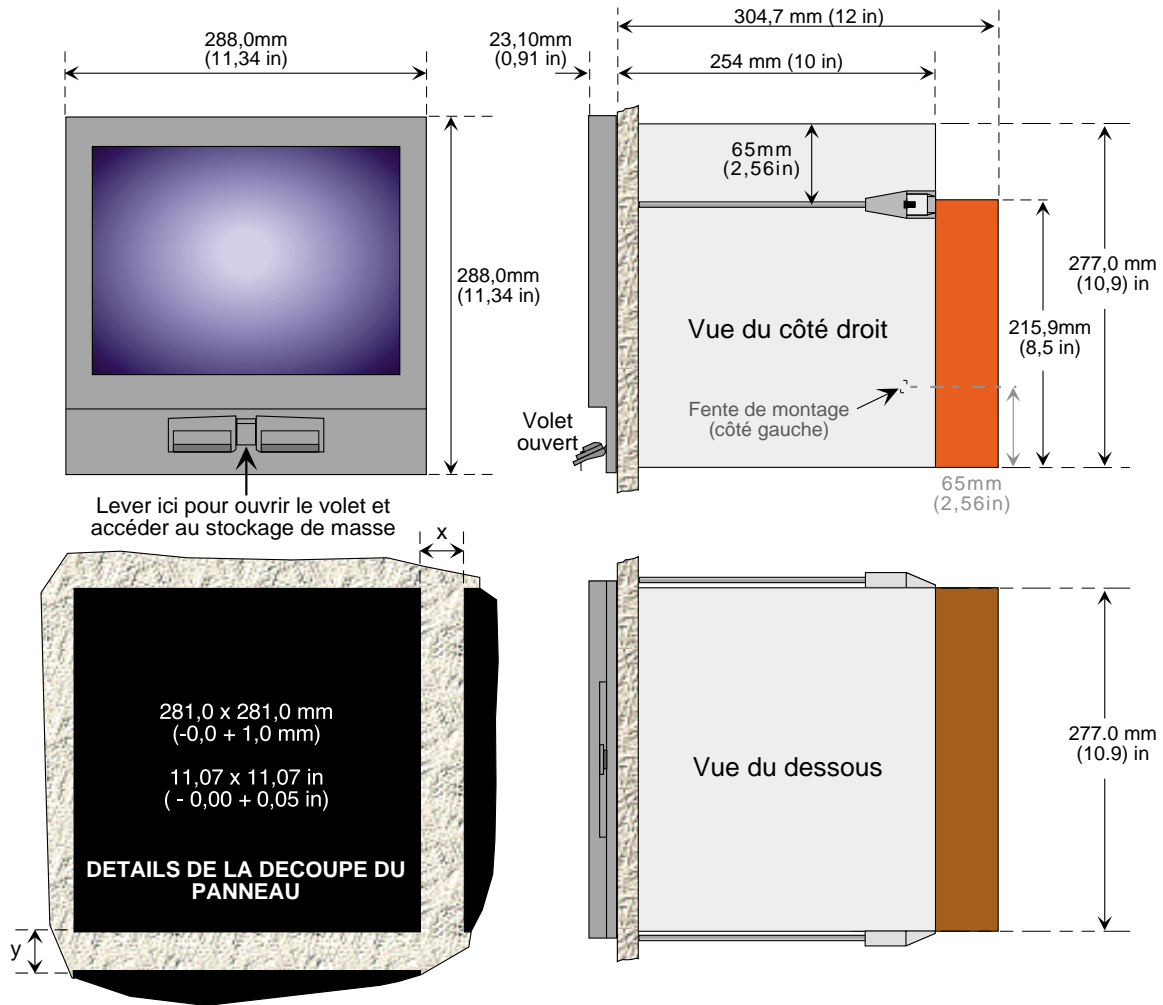 288,0mm
(11,34 in)
288,0mm
(11,34 in)
Lever ici pour ouvrir le volet et
accéder au stockage de masse
23,10mm
(0,91 in)
304,7 mm (12 in)
254 mm (10 in)
65mm
(2,56in)
277,0 mm
(10,9) in
215,9mm
(8,5 in)
Vue du côté droit
Fente de montage
(côté gauche)
Volet
ouvert
65mm
(2,56in)
x
281,0 x 281,0 mm
(-0,0 + 1,0 mm)
11,07 x 11,07 in
( - 0,00 + 0,05 in)
DETAILS DE LA DECOUPE DU
PANNEAU
y
Vue du dessous
277.0 mm
(10.9) in